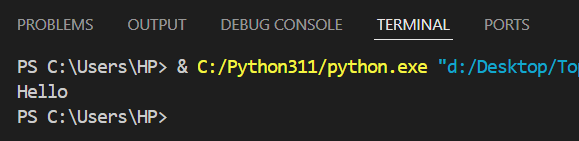 PROBLEMS OUTPUT DEBUG CONSOLE TERMINAL PORTS
PS C:\Users\HP> & C:/Python311/python.exe "d:/Desktop/Top
Hello
PS C:\Users\HP>